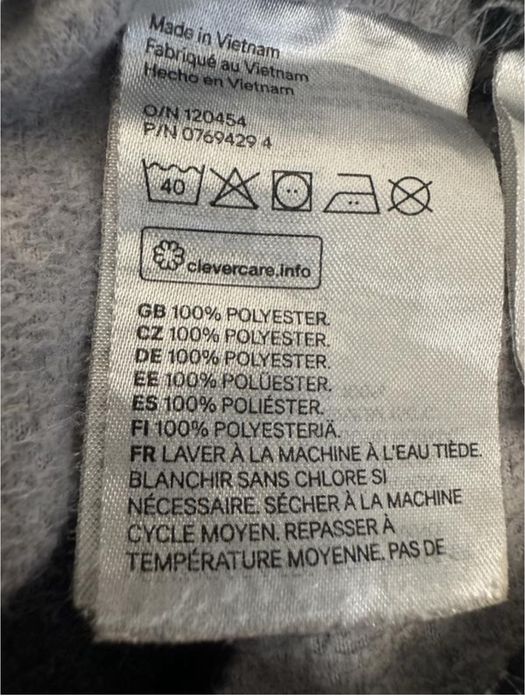 Made in Vietnam
Fabriqué au Vietnam
Hecho en Vietnam
O/N 120454
P/N 0769429 4
40
clevercare.info
GB 100% POLYESTER.
CZ 100% POLYESTER.
DE 100% POLYESTER.
EE 100% POLÜESTER.
ES 100% POLIÉSTER.
FI 100% POLYESTERIÄ.
FR LAVER À LA MACHINE À L'EAU TIÈDE.
BLANCHIR SANS CHLORE SI
NÉCESSAIRE. SÉCHER À LA MACHINE
CYCLE MOYEN. REPASSER À
TEMPÉRATURE MOYENNE. PAS DE